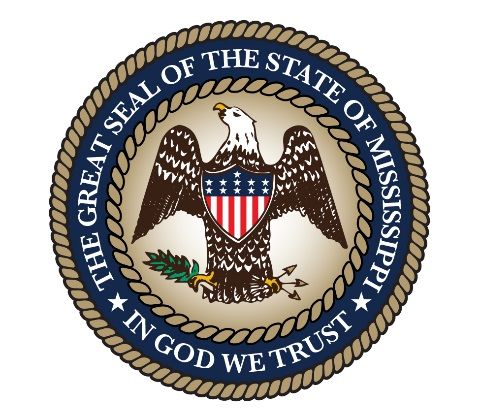 THE GREAT SEAL OF THE STATE OF MISSISSIPPI
IN GOD WE TRUST